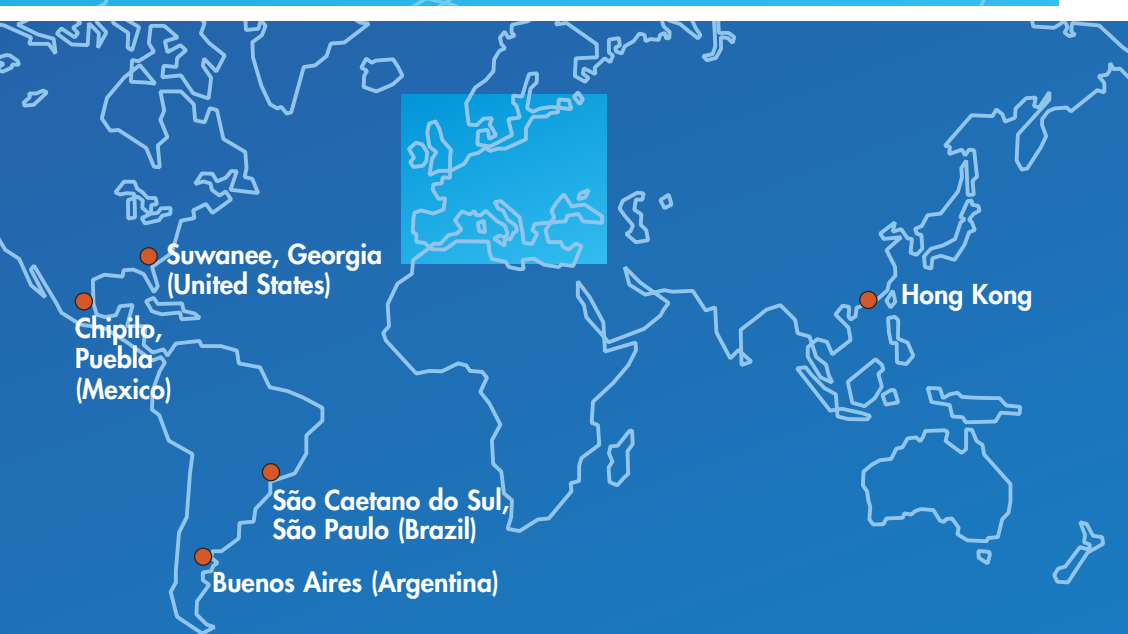 Suwanee, Georgia
(United States)
Hong Kong
Chipilo,
Puebla
(Mexico)
São Caetano do Sul,
São Paulo (Brazil)
Buenos Aires (Argentina)